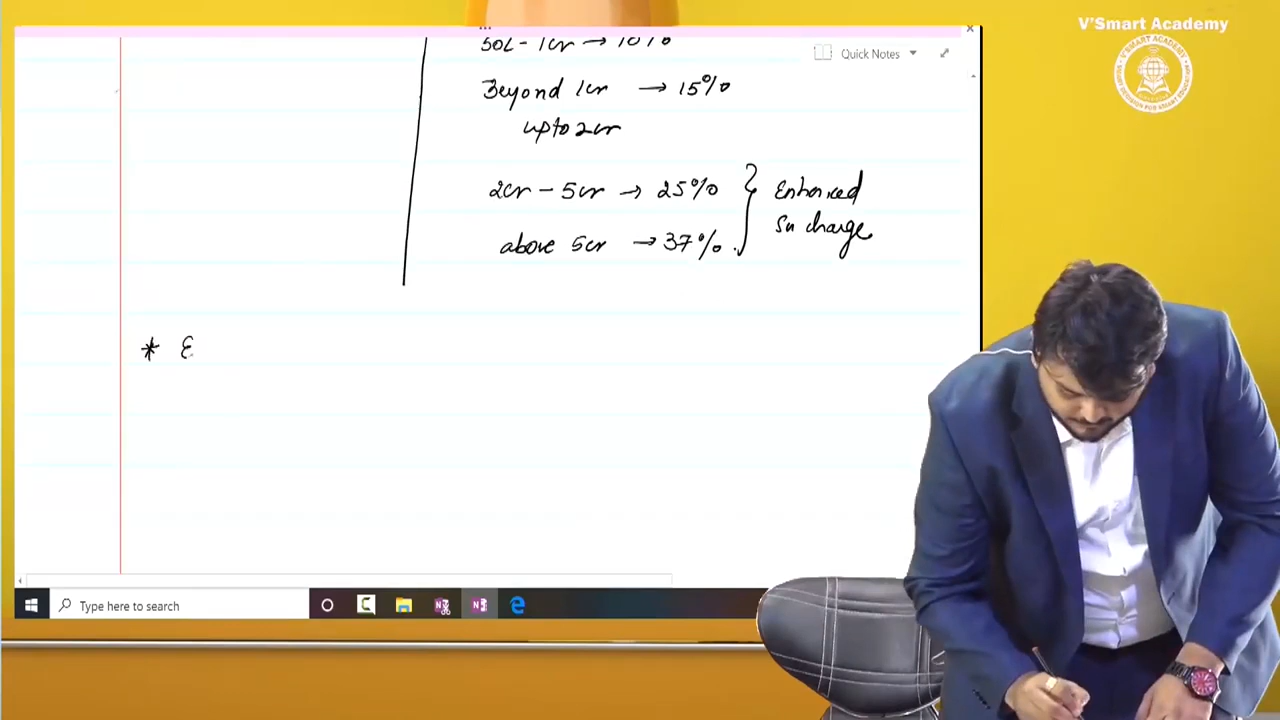 V'Smart Academy
50L - 1cr → 10%
Quick Notes
Beyond 1cr → 15%
upto 2cr
2cr - 5cr → 25%
above 5cr → 37%.
Enhanced
Surcharge
* E
Type here to search